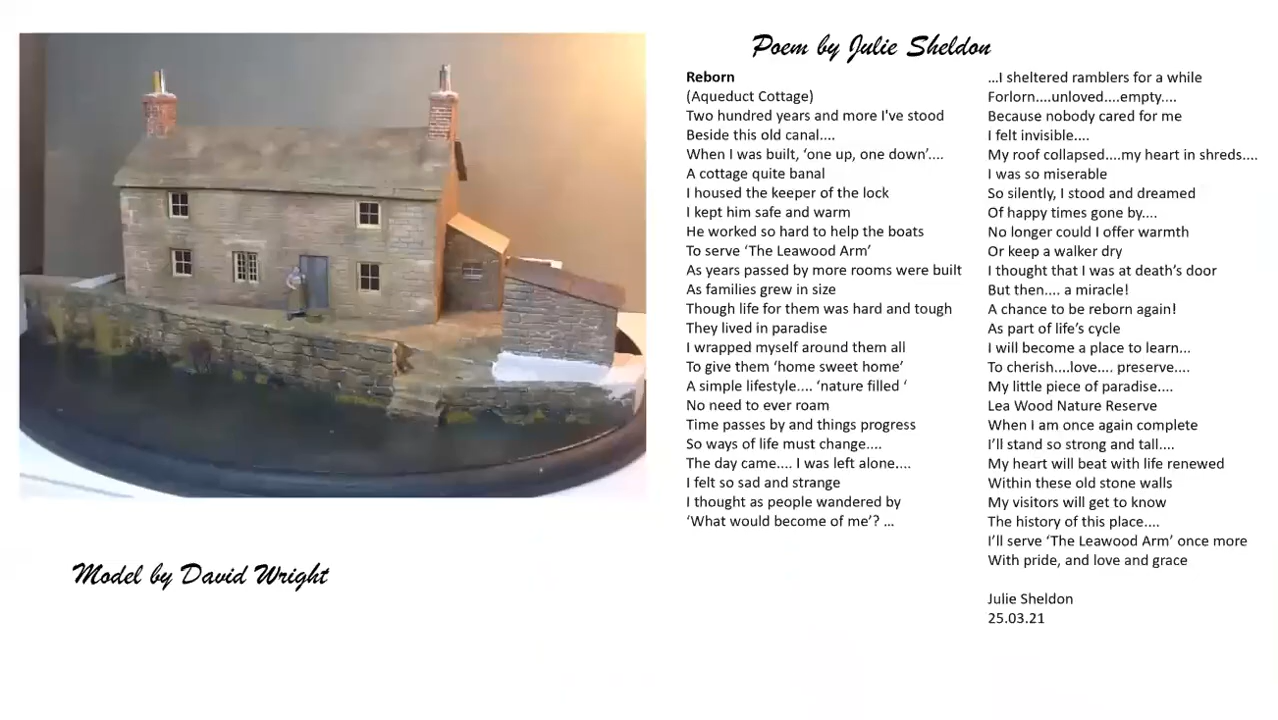 Poem by Julie Sheldon
Reborn
(Aqueduct Cottage)
Two hundred years and more I've stood
Beside this old canal....
When I was built, ‘one up, one down’....
A cottage quite banal
I housed the keeper of the lock
I kept him safe and warm
He worked so hard to help the boats
To serve ‘The Leawood Arm’
As years passed by more rooms were built
As families grew in size
Though life for them was hard and tough
They lived in paradise
I wrapped myself around them all
To give them ‘home sweet home’
A simple lifestyle.... ‘nature filled ‘
No need to ever roam
Time passes by and things progress
So ways of life must change....
The day came.... I was left alone....
I felt so sad and strange
I thought as people wandered by
‘What would become of me’? ...
...I sheltered ramblers for a while
Forlorn....unloved....empty....
Because nobody cared for me
I felt invisible....
My roof collapsed....my heart in shreds....
I was so miserable
So silently, I stood and dreamed
Of happy times gone by....
No longer could I offer warmth
Or keep a walker dry
I thought that I was at death’s door
But then.... a miracle!
A chance to be reborn again!
As part of life’s cycle
I will become a place to learn...
To cherish....love.... preserve....
My little piece of paradise....
Lea Wood Nature Reserve
When I am once again complete
I’ll stand so strong and tall....
My heart will beat with life renewed
Within these old stone walls
My visitors will get to know
The history of this place....
I’ll serve ‘The Leawood Arm’ once more
With pride, and love and grace
Julie Sheldon
25.03.21
Model by David Wright